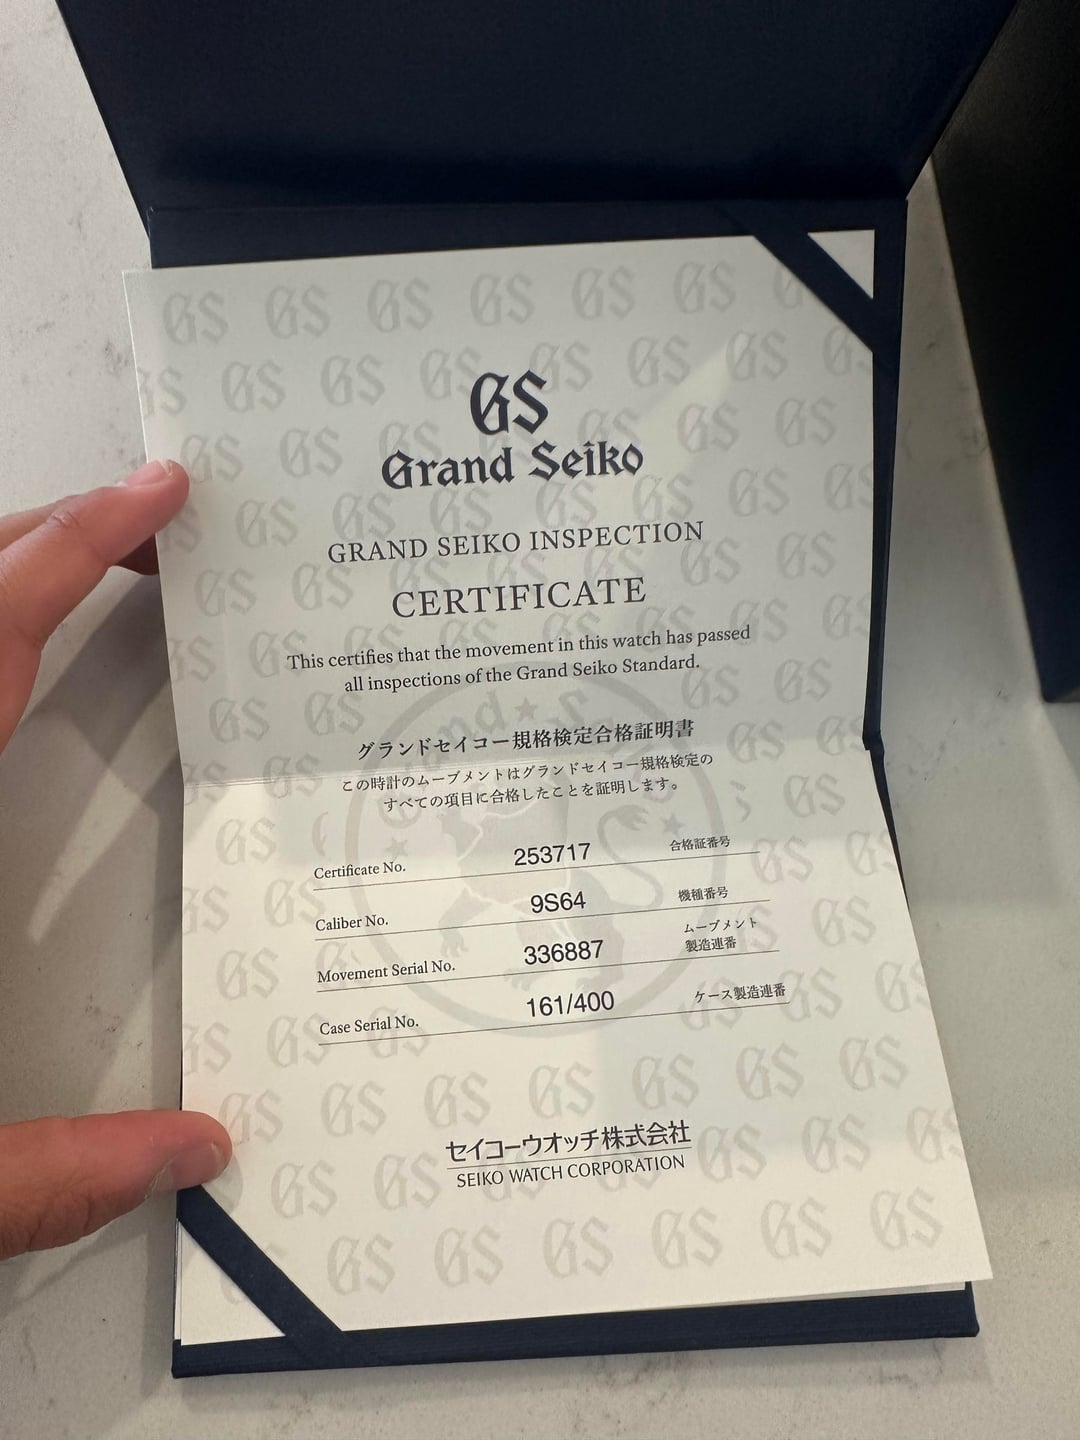 GS
Grand Seiko
GRAND SEIKO INSPECTION
CERTIFICATE
This certifies that the movement in this watch has passed
all inspections of the Grand Seiko Standard.
グランドセイコー規格検定合格証明書
この時計のムーブメントはグランドセイコー規格検定の
すべての項目に合格したことを証明します。
Certificate No. 253717 合格証番号
Caliber No. 9S64 機種番号
Movement Serial No. 336887 ムーブメント
製造連番
Case Serial No. 161/400 ケース製造連番
セイコーウオッチ株式会社
SEIKO WATCH CORPORATION